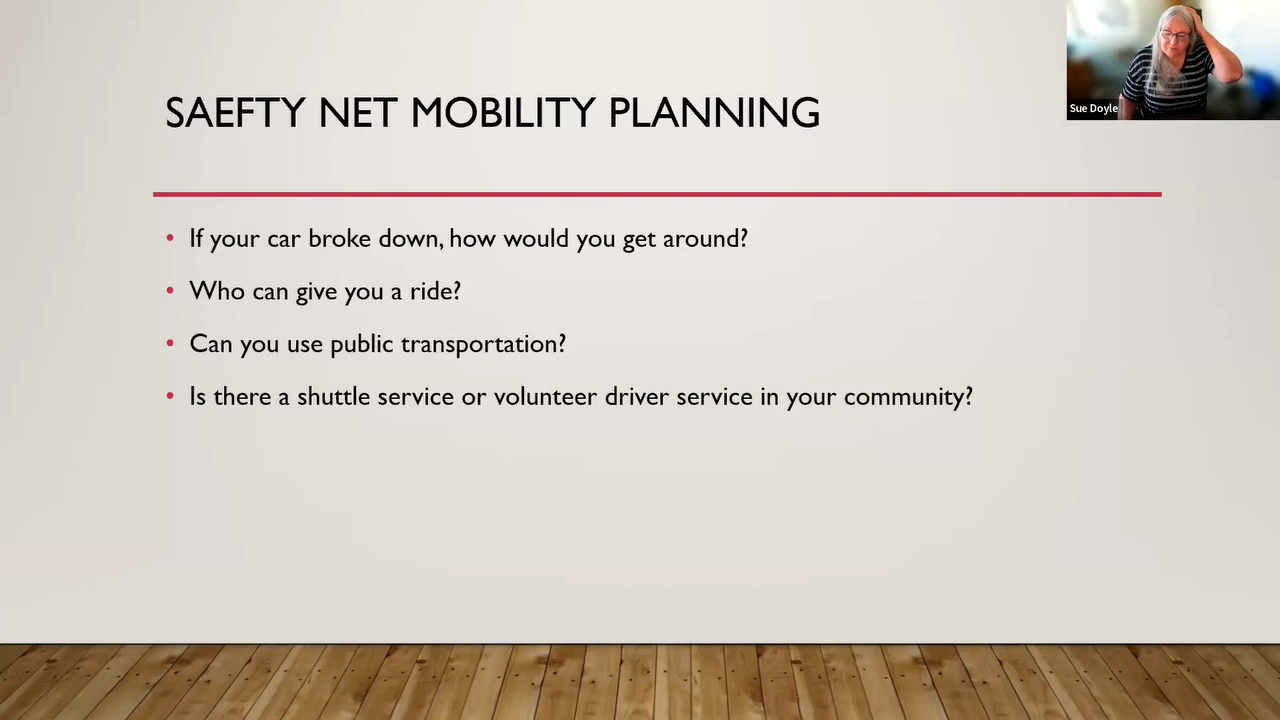 SAEFTY NET MOBILITY PLANNING
Sue Doyle
• If your car broke down, how would you get around?
• Who can give you a ride?
• Can you use public transportation?
• Is there a shuttle service or volunteer driver service in your community?